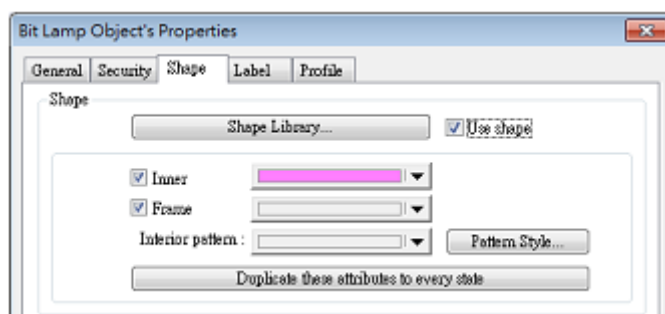 Bit Lamp Object's Properties
General Security Shape Label Profile
Shape
Shape Library... Use shape
Inner
Frame
Interior pattern : Pattern Style...
Duplicate these attributes to every state